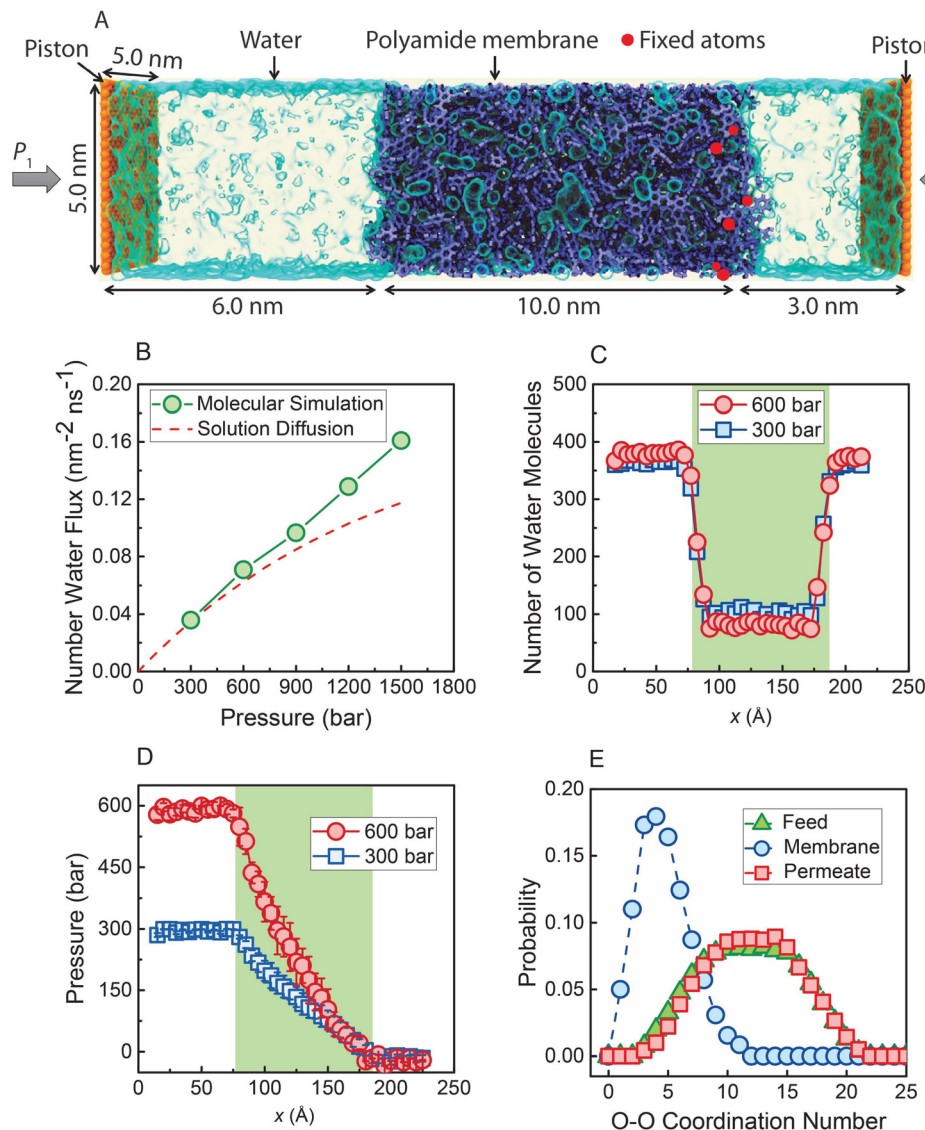 A
Piston
5.0 nm
Water
Polyamide membrane
Fixed atoms
P1
5.0 nm
6.0 nm
10.0 nm
3.0 nm
B
Number Water Flux (nm−2 ns−1)
0.20
0.16
0.12
0.08
0.04
0.00
Molecular Simulation
Solution Diffusion
0 300 600 900 1200 1500 1800
Pressure (bar)
C
Number of Water Molecules
500
400
300
200
100
0
600 bar
300 bar
0 50 100 150 200 250
x (Å)
D
Pressure (bar)
600
450
300
150
0
600 bar
300 bar
0 50 100 150 200 250
x (Å)
E
Probability
0.20
0.15
0.10
0.05
0.00
Feed
Membrane
Permeate
0 5 10 15 20 25
O-O Coordination Number